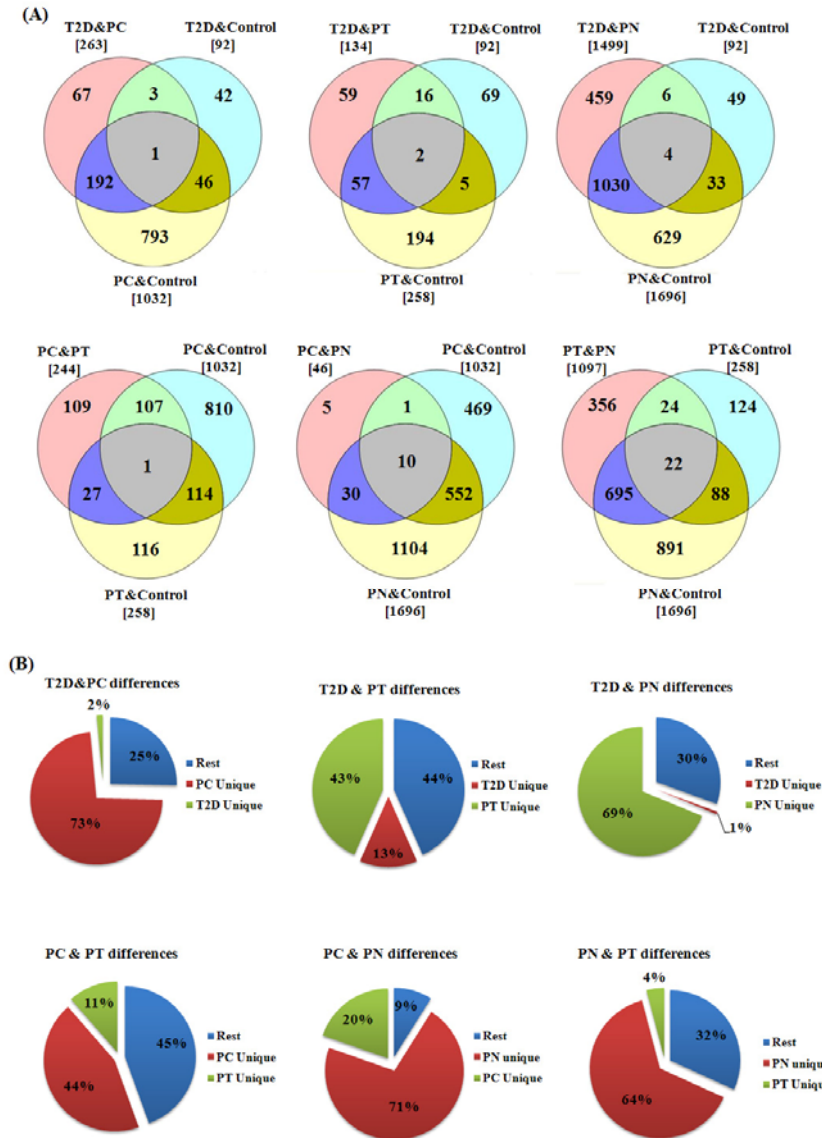 (A)
T2D&PC
[263]
T2D&Control
[92]
67
3
42
1
192
46
793
PC&Control
[1032]
T2D&PT
[134]
T2D&Control
[92]
59
16
69
2
57
5
194
PT&Control
[258]
T2D&PN
[1499]
T2D&Control
[92]
459
6
49
4
1030
33
629
PN&Control
[1696]
PC&PT
[244]
PC&Control
[1032]
109
107
810
1
27
114
116
PT&Control
[258]
PC&PN
[46]
PC&Control
[1032]
5
1
469
10
30
552
1104
PN&Control
[1696]
PT&PN
[1097]
PT&Control
[258]
356
24
124
22
695
88
891
PN&Control
[1696]
(B)
T2D&PC differences
2%
25%
73%
Rest
PC Unique
T2D Unique
T2D & PT differences
43%
44%
13%
Rest
T2D Unique
PT Unique
T2D & PN differences
30%
69%
1%
Rest
T2D Unique
PN Unique
PC & PT differences
11%
45%
44%
Rest
PC Unique
PT Unique
PC & PN differences
9%
20%
71%
Rest
PN unique
PC Unique
PN & PT differences
4%
32%
64%
Rest
PN unique
PT Unique